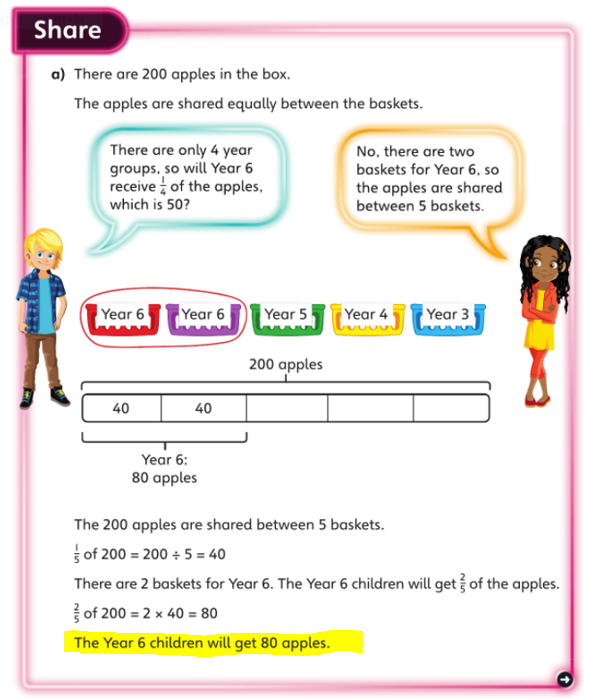 Share
a) There are 200 apples in the box.
The apples are shared equally between the baskets.
There are only 4 year
groups, so will Year 6
receive 1/4 of the apples,
which is 50?
No, there are two
baskets for Year 6, so
the apples are shared
between 5 baskets.
Year 6 Year 6 Year 5 Year 4 Year 3
200 apples
40 40
Year 6:
80 apples
The 200 apples are shared between 5 baskets.
1/5 of 200 = 200 ÷ 5 = 40
There are 2 baskets for Year 6. The Year 6 children will get 2/5 of the apples.
2/5 of 200 = 2 × 40 = 80
The Year 6 children will get 80 apples.